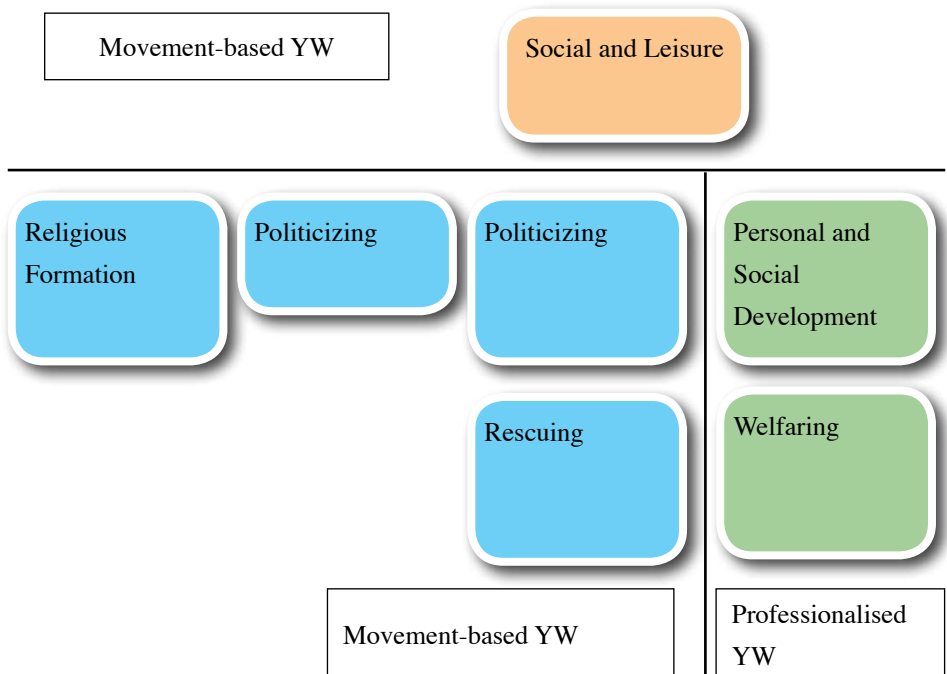 Movement-based YW
Social and Leisure
Religious
Formation
Politicizing
Politicizing
Personal and
Social
Development
Rescuing
Welfaring
Movement-based YW
Professionalised
YW